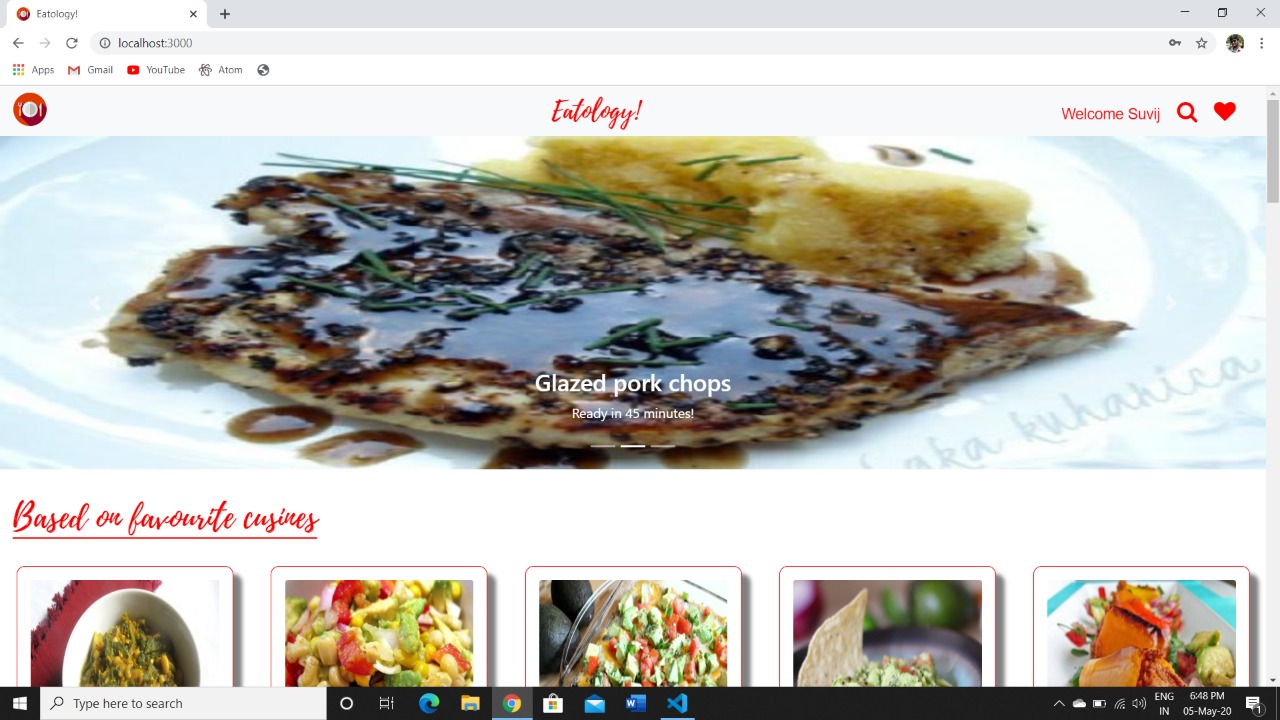 Eatology!
localhost:3000
Apps
Gmail
YouTube
Atom
Eatology!
Welcome Suvij
Glazed pork chops
Ready in 45 minutes!
Based on favourite cusines
Type here to search
ENG
IN
6:48 PM
05-May-20
1